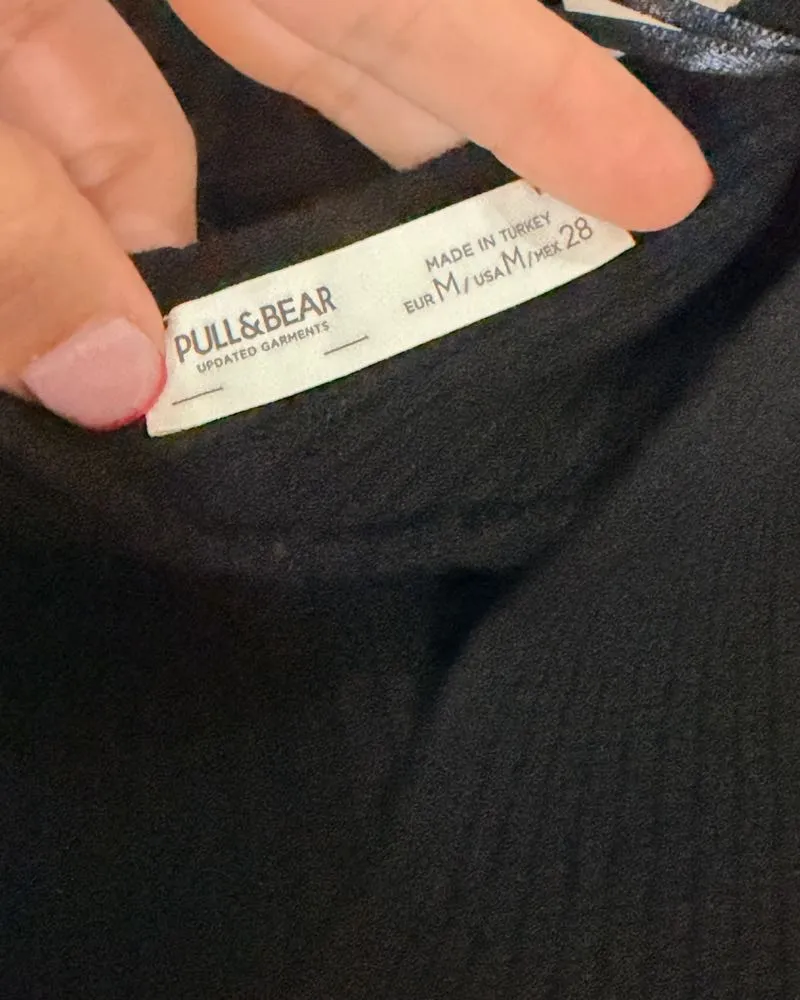 PULL&BEAR
UPDATED GARMENTS
MADE IN TURKEY
EUR M/USA M/MEX 28